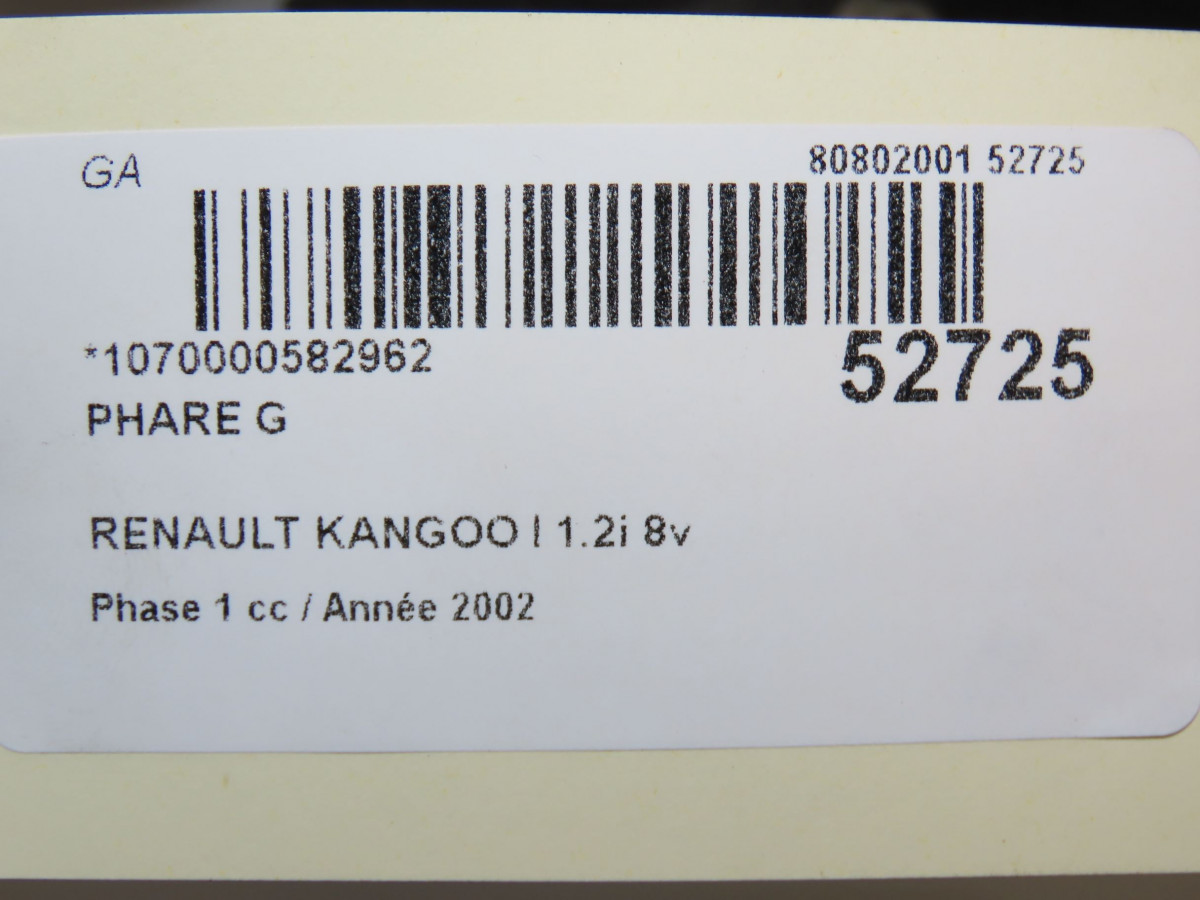 GA
80802001 52725
*1070000582962
52725
PHARE G
RENAULT KANGOO I 1.2i 8v
Phase 1 cc / Année 2002